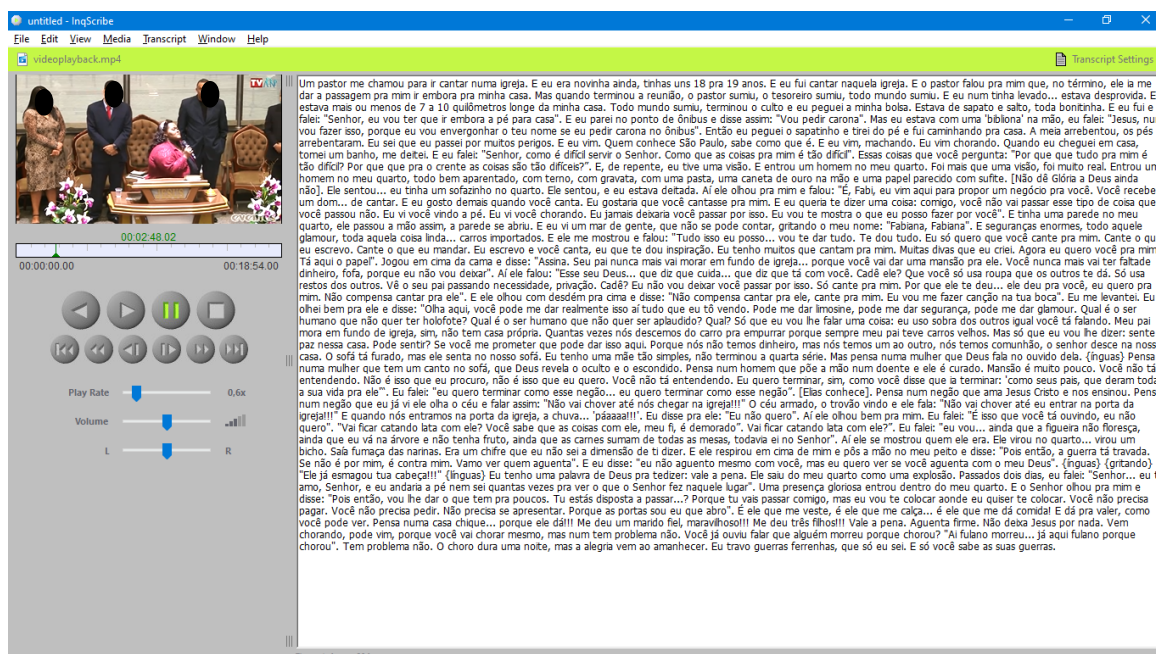 untitled - InqScribe
File Edit View Media Transcript Window Help
videoplayback.mp4
Transcript Settings
TV AN
evento
00:02:48.02
00:00:00.00 00:18:54.00
Play Rate 0,6x
Volume
L R
Um pastor me chamou para ir cantar numa igreja. E eu era novinha ainda, tinhas uns 18 pra 19 anos. E eu fui cantar naquela igreja. E o pastor falou pra mim que, no término, ele ia me
dar a passagem pra mim ir embora pra minha casa. Mas quando terminou a reunião, o pastor sumiu, o tesoreiro sumiu, todo mundo sumiu. E eu num tinha levado... estava desprovida. E
estava mais ou menos de 7 a 10 quilômetros longe da minha casa. Todo mundo sumiu, terminou o culto e eu peguei a minha bolsa. Estava de sapato e salto, toda bonitinha. E eu fui e
falei: "Senhor, eu vou ter que ir embora a pé para casa". E eu parei no ponto de ônibus e disse assim: "Vou pedir carona". Mas eu estava com uma 'bibliona' na mão, eu falei: "Jesus, num
vou fazer isso, porque eu vou envergonhar o teu nome se eu pedir carona no ônibus". Então eu peguei o sapatinho e tirei do pé e fui caminhando pra casa. A meia arrebentou, os pés
arrebentaram. Eu sei que eu passei por muitos perigos. E eu vim. Quem conhece São Paulo, sabe como que é. E eu vim, machando. Eu vim chorando. Quando eu cheguei em casa,
tomei um banho, me deitei. E eu falei: "Senhor, como é difícil servir o Senhor. Como que as coisas pra mim é tão difícil". Essas coisas que você pergunta: "Por que que tudo pra mim é
tão difícil? Por que que pra o crente as coisas são tão difíceis?". E, de repente, eu tive uma visão. E entrou um homem no meu quarto. Foi mais que uma visão, foi muito real. Entrou um
homem no meu quarto, todo bem aparentado, com terno, com gravata, com uma pasta, uma caneta de ouro na mão e uma papel parecido com sufite. [Não dê Glória a Deus ainda
não]. Ele sentou... eu tinha um sofazinho no quarto. Ele sentou, e eu estava deitada. Aí ele olhou pra mim e falou: "É, Fabi, eu vim aqui para propor um negócio pra você. Você recebeu
um dom... de cantar. E eu gosto demais quando você canta. Eu gostaria que você cantasse pra mim. E eu queria te dizer uma coisa: comigo, você não vai passar esse tipo de coisa que
você passou não. Eu vi você vindo a pé. Eu vi você chorando. Eu jamais deixaria você passar por isso. Eu vou te mostra o que eu posso fazer por você". E tinha uma parede no meu
quarto, ele passou a mão assim, a parede se abriu. E eu vi um mar de gente, que não se pode contar, gritando o meu nome: "Fabiana, Fabiana". E seguranças enormes, todo aquele
glamour, toda aquela coisa linda... carros importados. E ele me mostrou e falou: "Tudo isso eu posso... vou te dar tudo. Te dou tudo. Eu só quero que você cante pra mim. Cante o que
eu escrevo. Cante o que eu mandar. Eu escrevo e você canta, eu que te dou inspiração. Eu tenho muitos que cantam pra mim. Muitas divas que eu criei. Agora eu quero você pra mim.
Tá aqui o papel". Jogou em cima da cama e disse: "Assina. Seu pai nunca mais vai morar em fundo de igreja... porque você vai dar uma mansão pra ele. Você nunca mais vai ter faltade
dinheiro, fofa, porque eu não vou deixar". Aí ele falou: "Esse seu Deus... que diz que cuida... que diz que tá com você. Cadê ele? Que você só usa roupa que os outros te dá. Só usa
restos dos outros. Vê o seu pai passando necessidade, privação. Cadê? Eu não vou deixar você passar por isso. Só cante pra mim. Por que ele te deu... ele deu pra você, eu quero pra
mim. Não compensa cantar pra ele". E ele olhou com desdém pra cima e disse: "Não compensa cantar pra ele, cante pra mim. Eu vou me fazer canção na tua boca". Eu me levantei. Eu
olhei bem pra ele e disse: "Olha aqui, você pode me dar realmente isso aí tudo que eu tô vendo. Pode me dar limosine, pode me dar segurança, pode me dar glamour. Qual é o ser
humano que não quer ter holofote? Qual é o ser humano que não quer ser aplaudido? Qual? Só que eu vou lhe falar uma coisa: eu uso sobra dos outros igual você tá falando. Meu pai
mora em fundo de igreja, sim, não tem casa própria. Quantas vezes nós descemos do carro pra empurrar porque sempre meu pai teve carros velhos. Mas só que eu vou lhe dizer: sente a
paz nessa casa. Pode sentir? Se você me prometer que pode dar isso aqui. Porque nós não temos dinheiro, mas nós temos um ao outro, nós temos comunhão, o senhor desce na nossa
casa. O sofá tá furado, mas ele senta no nosso sofá. Eu tenho uma mãe tão simples, não terminou a quarta série. Mas pensa numa mulher que Deus fala no ouvido dela. {ínguas} Pensa
numa mulher que tem um canto no sofá, que Deus revela o oculto e o escondido. Pensa num homem que põe a mão num doente e ele é curado. Mansão é muito pouco. Você não tá
entendendo. Não é isso que eu procuro, não é isso que eu quero. Você não tá entendendo. Eu quero terminar, sim, como você disse que ia terminar: 'como seus pais, que deram toda
a sua vida pra ele'". Eu falei: "eu quero terminar como esse negão... eu quero terminar como esse negão". [Elias conhece]. Pensa num negão que ama Jesus Cristo e nos ensinou. Pensa
num negão que eu já vi ele olha o céu e falar assim: "Não vai chover até nós chegar na igreja!!!" O céu armado, o trovão vindo e ele fala: "Não vai chover até eu entrar na porta da
igreja!!!" E quando nós entramos na porta da igreja, a chuva... 'páaaaa!!!'. Eu disse pra ele: "Eu não quero". Aí ele olhou bem pra mim. Eu falei: "É isso que você tá ouvindo, eu não
quero". "Vai ficar catando lata com ele? Você sabe que as coisas com ele, meu fi, é demorado". Vai ficar catando lata com ele?". Eu falei: "eu vou... ainda que a figueira não floresça,
ainda que eu vá na árvore e não tenha fruto, ainda que as carnes sumam de todas as mesas, todavia ei no Senhor". Aí ele se mostrou quem ele era. Ele virou no quarto... virou um
bicho. Saía fumaça das narinas. Era um chifre que eu não sei a dimensão de ti dizer. E ele respirou em cima de mim e pôs a mão no meu peito e disse: "Pois então, a guerra tá travada.
Se não é por mim, é contra mim. Vamo ver quem aguenta". E eu disse: "eu não aguento mesmo com você, mas eu quero ver se você aguenta com o meu Deus". {ínguas} {gritando}
"Ele já esmagou tua cabeça!!!" {línguas} Eu tenho uma palavra de Deus pra tedizer: vale a pena. Ele saiu do meu quarto como uma explosão. Passados dois dias, eu falei: "Senhor... eu t
amo, Senhor, e eu andaria a pé nem sei quantas vezes pra ver o que o Senhor fez naquele lugar". Uma presença gloriosa entrou dentro do meu quarto. E o Senhor olhou pra mim e
disse: "Pois então, vou lhe dar o que tem pra poucos. Tu estás disposto a passar...? Porque tu vais passar comigo, mas eu vou te colocar aonde eu quiser te colocar. Você não precisa
pagar. Você não precisa pedir. Não precisa se apresentar. Porque as portas sou eu que abro". É ele que me veste, é ele que me calça... é ele que me dá comida! E dá pra valer, como
você pode ver. Pensa numa casa chique... porque ele dá!!! Me deu um marido fiel, maravilhoso!!! Me deu três filhos!!! Vale a pena. Aguenta firme. Não deixa Jesus por nada. Vem
chorando, pode vim, porque você vai chorar mesmo, mas num tem problema não. Você já ouviu falar que alguém morreu porque chorou? "Ai fulano morreu... já aqui fulano porque
chorou". Tem problema não. O choro dura uma noite, mas a alegria vem ao amanhecer. Eu travo guerras ferrenhas, que só eu sei. E só você sabe as suas guerras.